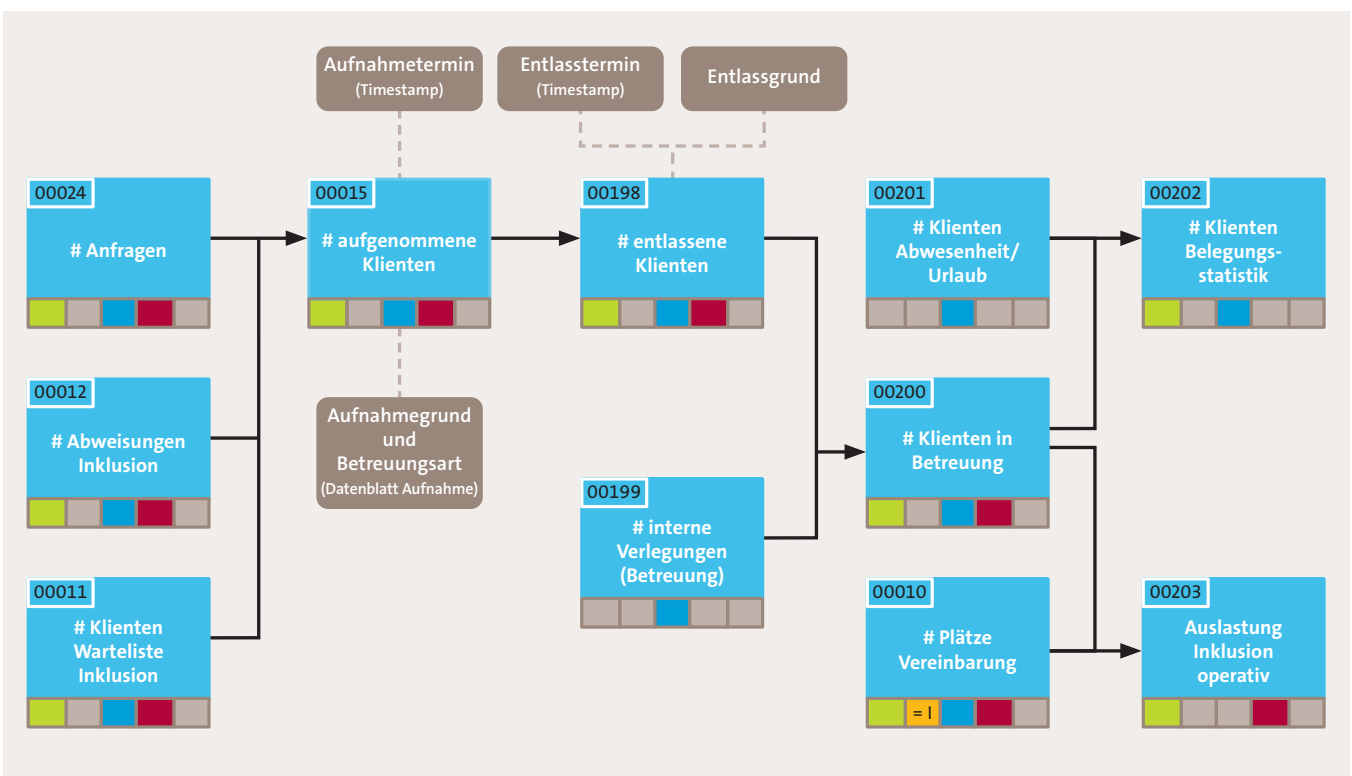 Aufnahmetermin
(Timestamp)
Entlasstermin
(Timestamp)
Entlassgrund
00024
# Anfragen
00015
# aufgenommene
Klienten
00198
# entlassene
Klienten
00201
# Klienten
Abwesenheit/
Urlaub
00202
# Klienten
Belegungs-
statistik
00012
# Abweisungen
Inklusion
Aufnahmegrund
und
Betreuungsart
(Datenblatt Aufnahme)
00200
# Klienten in
Betreuung
00199
# interne
Verlegungen
(Betreuung)
00011
# Klienten
Warteliste
Inklusion
00010
# Plätze
Vereinbarung
= I
00203
Auslastung
Inklusion
operativ